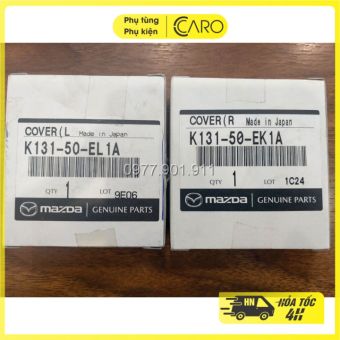 Phụ tùng
Phụ kiện
CARO
COVER(L Made in Japan
K131-50-EL1A
QTY 1 LOT 9E06
mazda GENUINE PARTS
COVER(R Made in Japan
K131-50-EK1A
QTY 1 LOT 1C24
mazda GENUINE PARTS
0977.901.911
HN
HỎA TỐC
4H